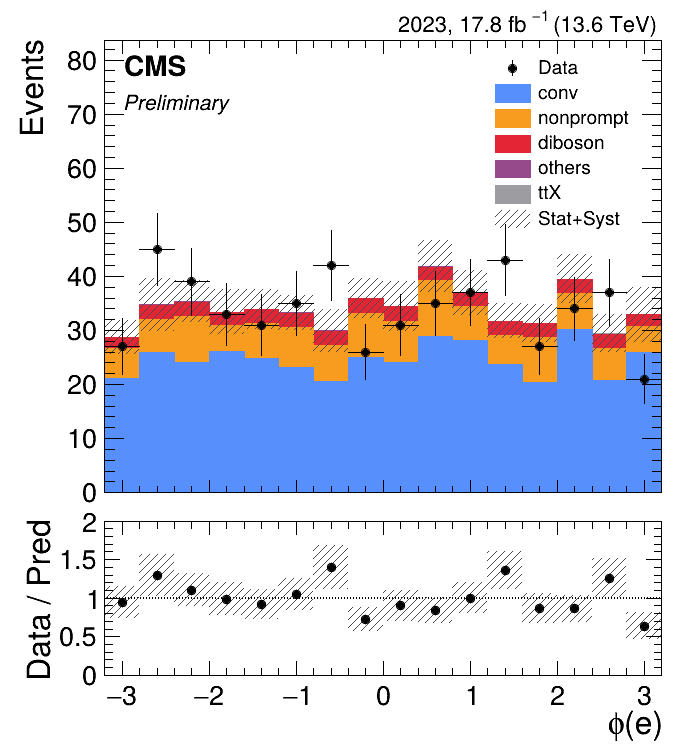 2023, 17.8 fb⁻¹ (13.6 TeV)
CMS
Preliminary
Events
80
70
60
50
40
30
20
10
0
Data
conv
nonprompt
diboson
others
ttX
Stat+Syst
Data / Pred
2
1.5
1
0.5
0
−3
−2
−1
0
1
2
3
ϕ(e)